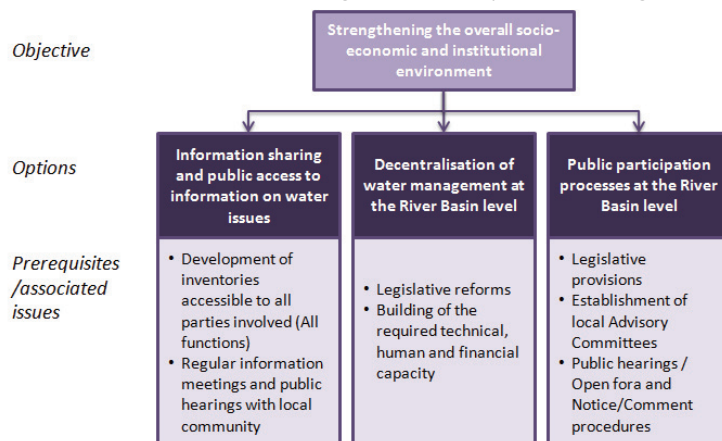 Objective
Strengthening the overall socio-
economic and institutional
environment
Options
Information sharing
and public access to
information on water
issues
Decentralisation of
water management at
the River Basin level
Public participation
processes at the River
Basin level
Prerequisites
/associated
issues
• Development of
inventories
accessible to all
parties involved (All
functions)
• Regular information
meetings and public
hearings with local
community
• Legislative reforms
• Building of the
required technical,
human and financial
capacity
• Legislative
provisions
• Establishment of
local Advisory
Committees
• Public hearings /
Open fora and
Notice/Comment
procedures